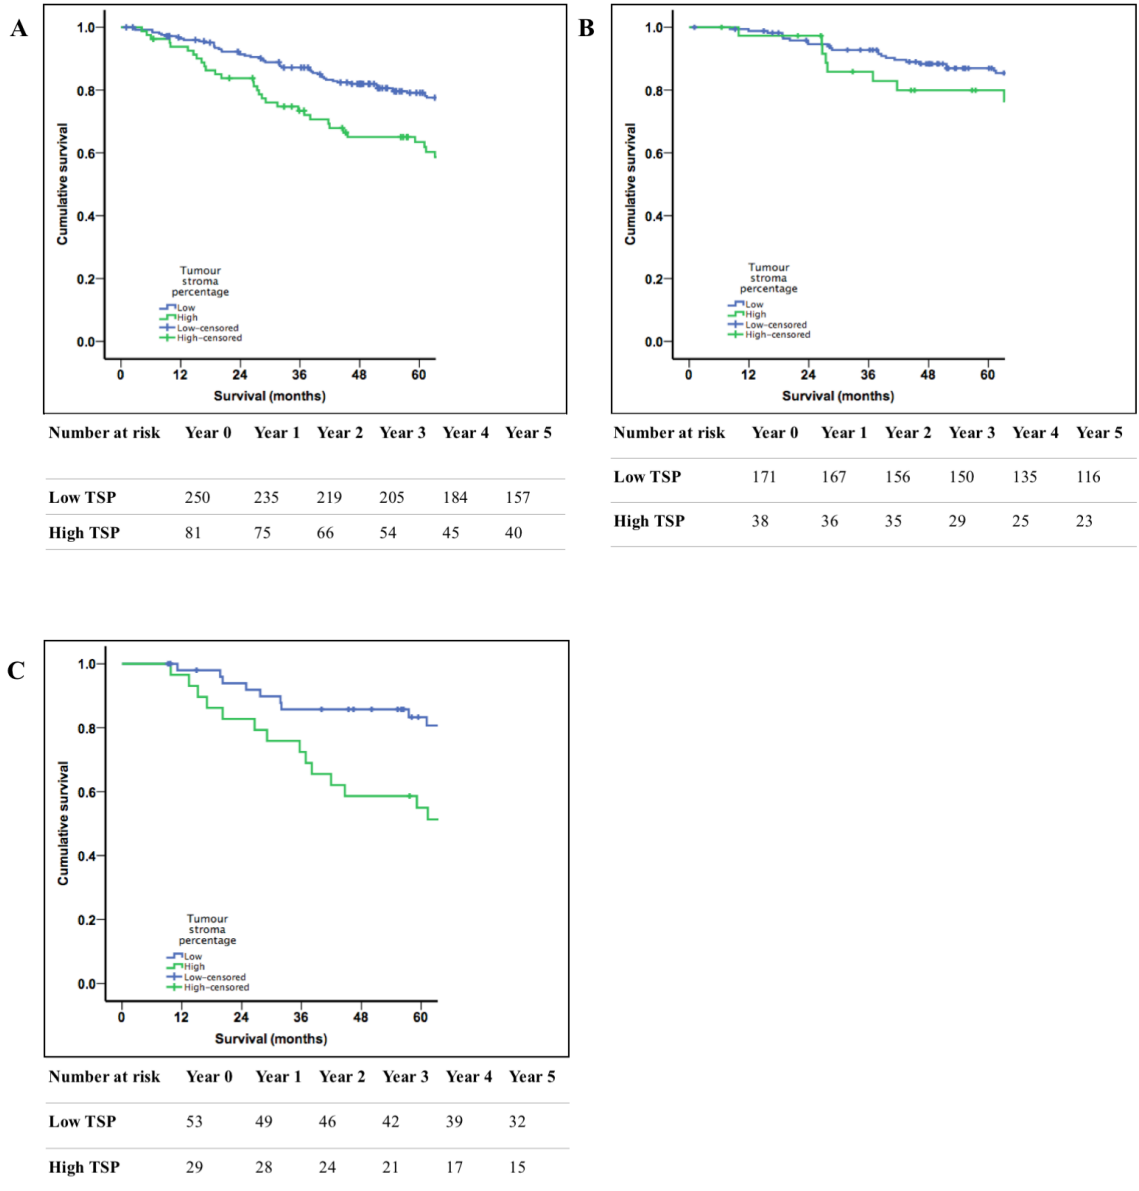 A
1.0
0.8
0.6
0.4
0.2
0.0
Cumulative survival
Tumour
stroma
percentage
Low
High
Low-censored
High-censored
0 12 24 36 48 60
Survival (months)
Number at risk Year 0 Year 1 Year 2 Year 3 Year 4 Year 5
Low TSP 250 235 219 205 184 157
High TSP 81 75 66 54 45 40
B
1.0
0.8
0.6
0.4
0.2
0.0
Cumulative survival
Tumour
stroma
percentage
Low
High
Low-censored
High-censored
0 12 24 36 48 60
Survival (months)
Number at risk Year 0 Year 1 Year 2 Year 3 Year 4 Year 5
Low TSP 171 167 156 150 135 116
High TSP 38 36 35 29 25 23
C
1.0
0.8
0.6
0.4
0.2
0.0
Cumulative survival
Tumour
stroma
percentage
Low
High
Low-censored
High-censored
0 12 24 36 48 60
Survival (months)
Number at risk Year 0 Year 1 Year 2 Year 3 Year 4 Year 5
Low TSP 53 49 46 42 39 32
High TSP 29 28 24 21 17 15